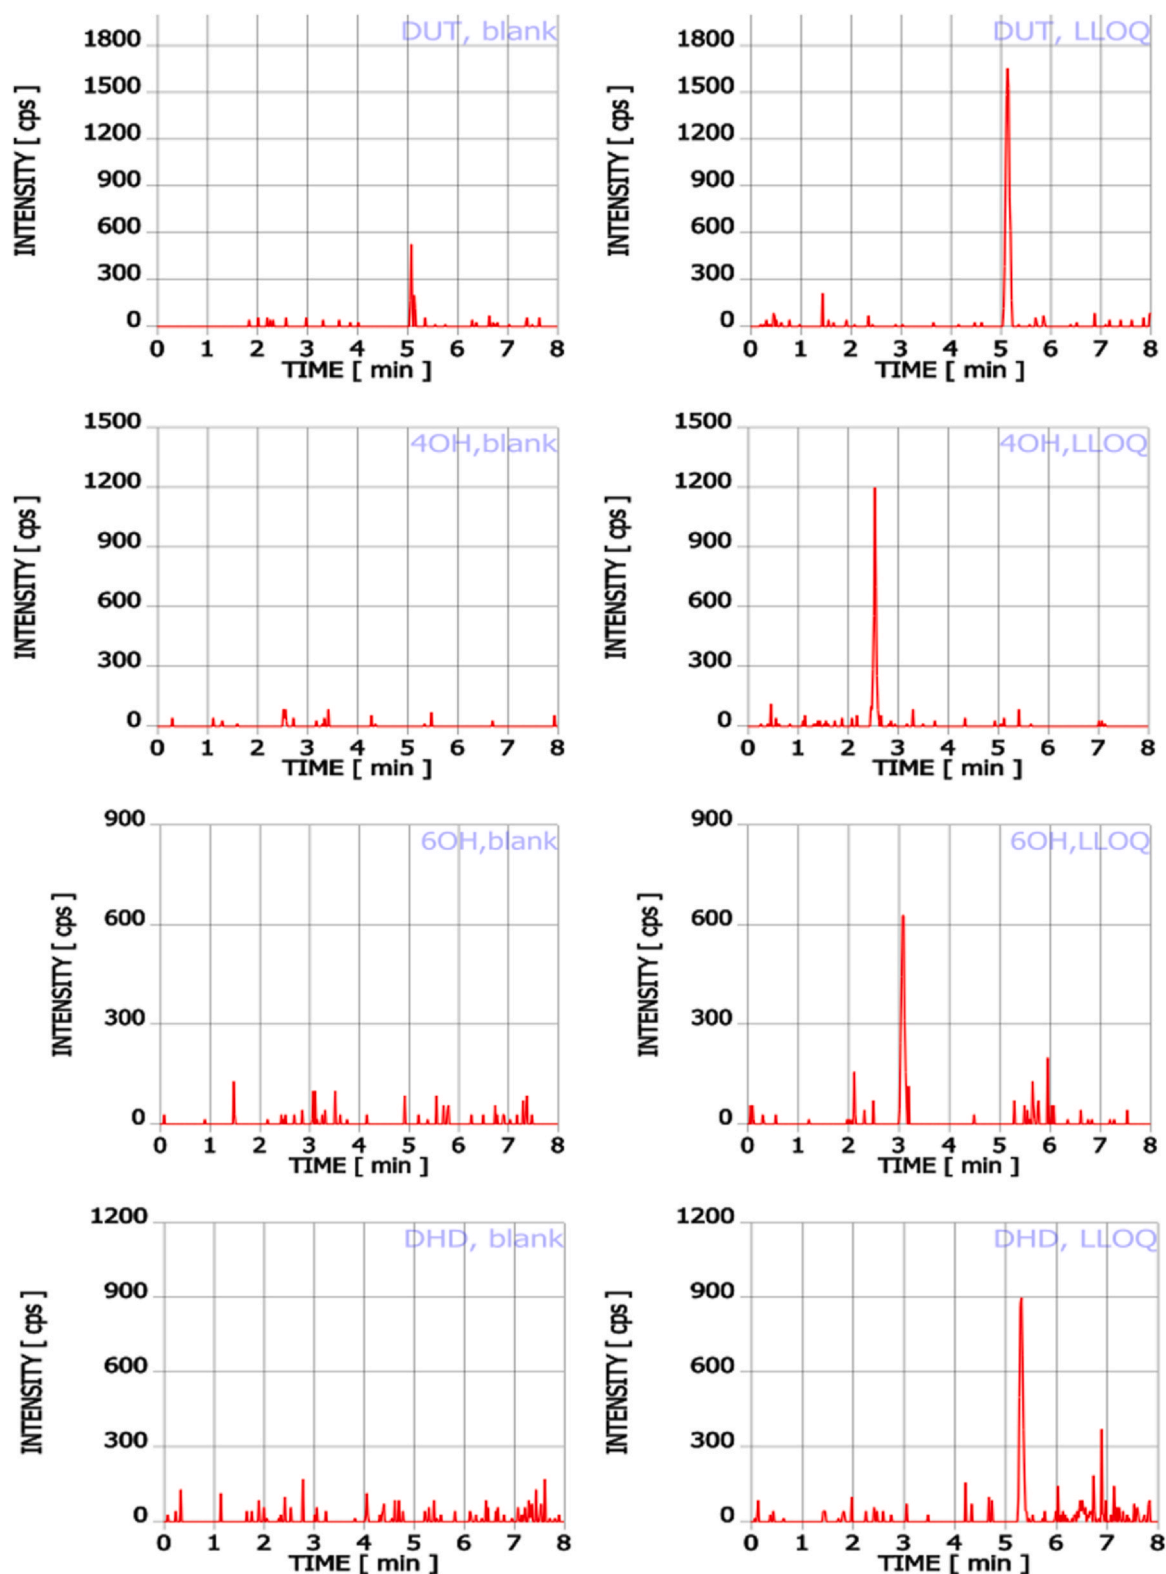 DUT, blank
INTENSITY [ cps ]
1800
1500
1200
900
600
300
0
0 1 2 3 4 5 6 7 8
TIME [ min ]
DUT, LLOQ
INTENSITY [ cps ]
1800
1500
1200
900
600
300
0
0 1 2 3 4 5 6 7 8
TIME [ min ]
4OH,blank
INTENSITY [ cps ]
1500
1200
900
600
300
0
0 1 2 3 4 5 6 7 8
TIME [ min ]
4OH,LLOQ
INTENSITY [ cps ]
1500
1200
900
600
300
0
0 1 2 3 4 5 6 7 8
TIME [ min ]
6OH,blank
INTENSITY [ cps ]
900
600
300
0
0 1 2 3 4 5 6 7 8
TIME [ min ]
6OH,LLOQ
INTENSITY [ cps ]
900
600
300
0
0 1 2 3 4 5 6 7 8
TIME [ min ]
DHD, blank
INTENSITY [ cps ]
1200
900
600
300
0
0 1 2 3 4 5 6 7 8
TIME [ min ]
DHD, LLOQ
INTENSITY [ cps ]
1200
900
600
300
0
0 1 2 3 4 5 6 7 8
TIME [ min ]